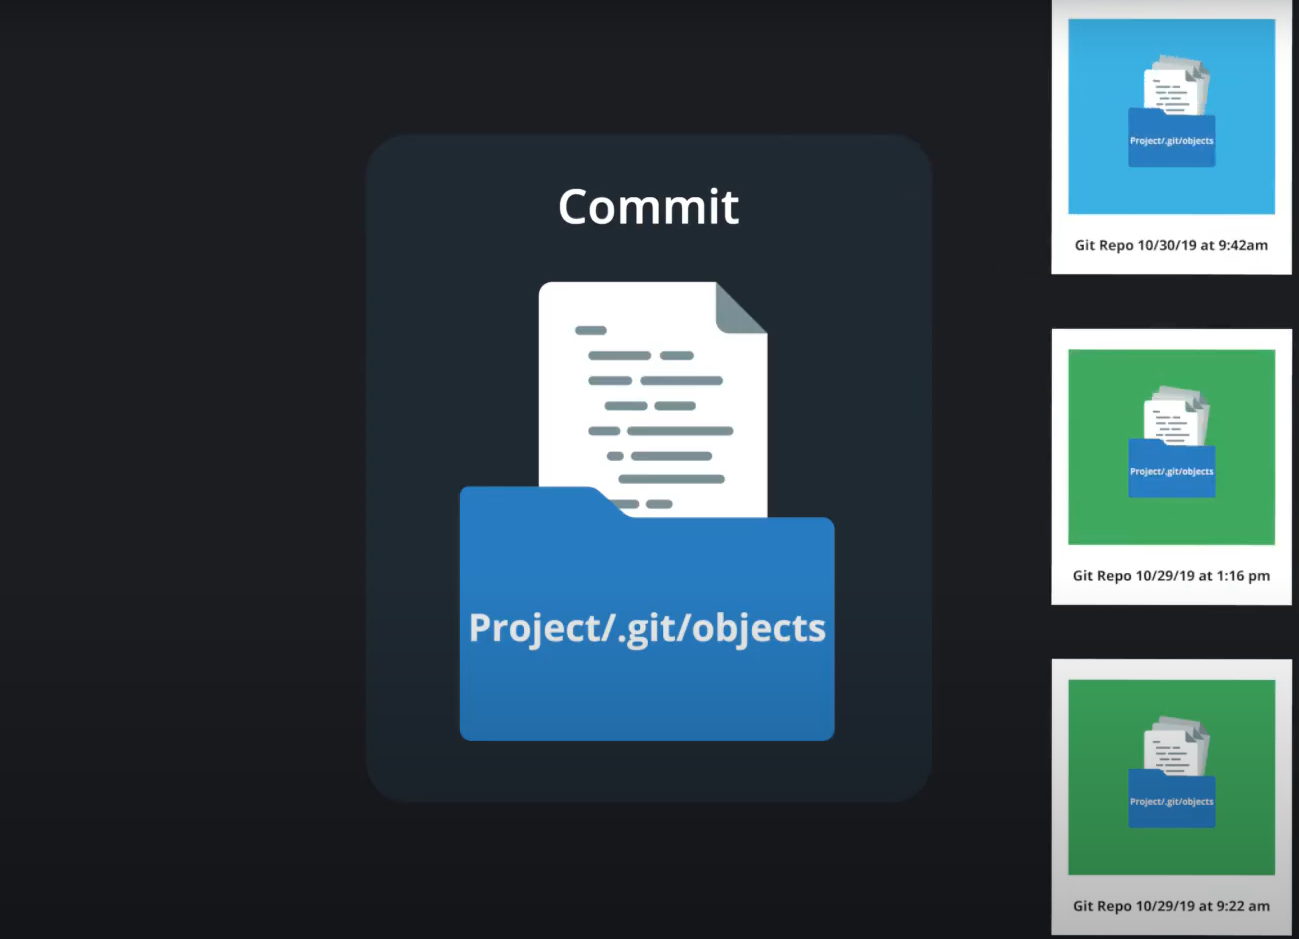 Commit
Project/.git/objects
Project/.git/objects
Git Repo 10/30/19 at 9:42am
Project/.git/objects
Git Repo 10/29/19 at 1:16 pm
Project/.git/objects
Git Repo 10/29/19 at 9:22 am